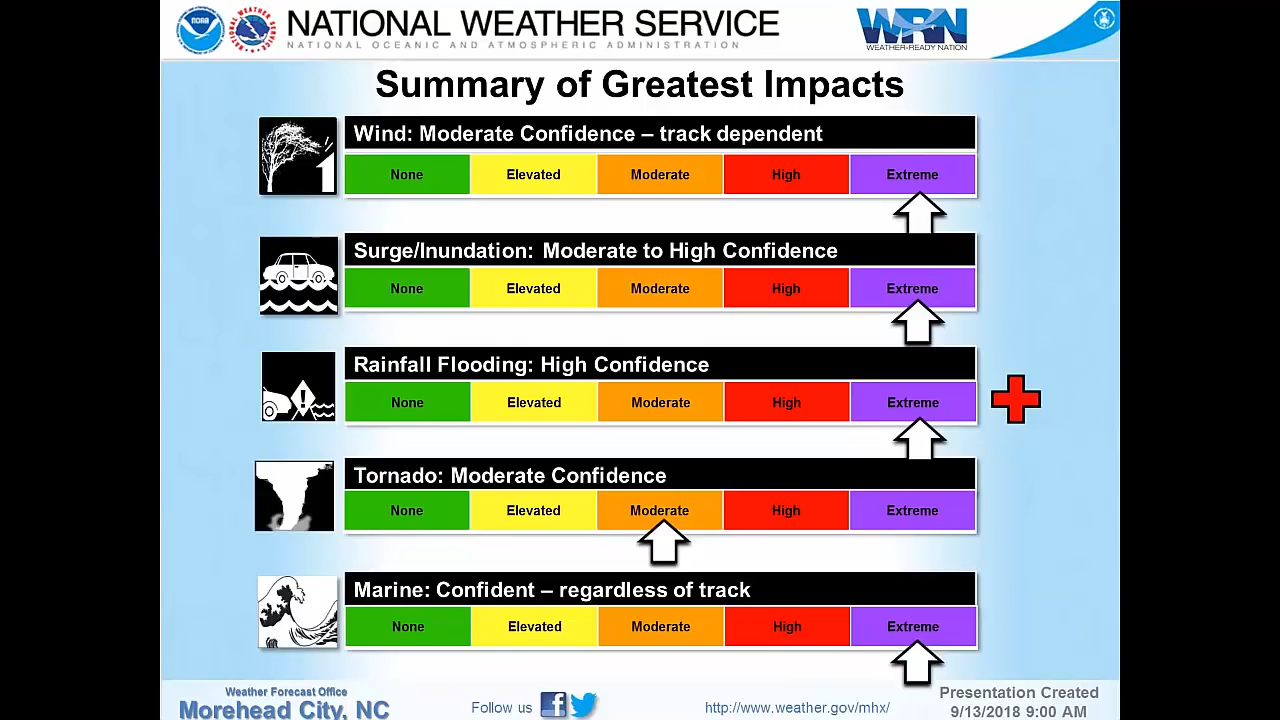 NOAA
NATIONAL WEATHER SERVICE
NATIONAL OCEANIC AND ATMOSPHERIC ADMINISTRATION
WRN
WEATHER-READY NATION
Summary of Greatest Impacts
Wind: Moderate Confidence – track dependent
None Elevated Moderate High Extreme
Surge/Inundation: Moderate to High Confidence
None Elevated Moderate High Extreme
Rainfall Flooding: High Confidence
None Elevated Moderate High Extreme
Tornado: Moderate Confidence
None Elevated Moderate High Extreme
Marine: Confident – regardless of track
None Elevated Moderate High Extreme
Weather Forecast Office
Morehead City, NC
Follow us
http://www.weather.gov/mhx/
Presentation Created
9/13/2018 9:00 AM